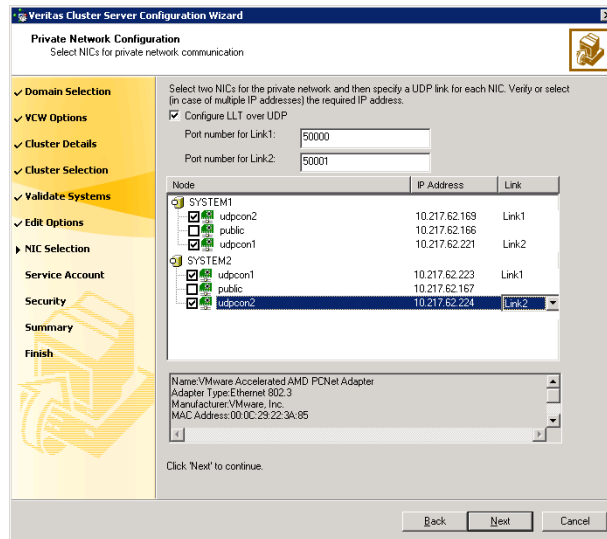 Veritas Cluster Server Configuration Wizard
Private Network Configuration
Select NICs for private network communication
Domain Selection
VCW Options
Cluster Details
Cluster Selection
Validate Systems
Edit Options
NIC Selection
Service Account
Security
Summary
Finish
Select two NICs for the private network and then specify a UDP link for each NIC. Verify or select
(in case of multiple IP addresses) the required IP address.
Configure LLT over UDP
Port number for Link1: 50000
Port number for Link2: 50001
Node IP Address Link
SYSTEM1
udpcon2 10.217.62.169 Link1
public 10.217.62.166
udpcon1 10.217.62.221 Link2
SYSTEM2
udpcon1 10.217.62.223 Link1
public 10.217.62.167
udpcon2 10.217.62.224 Link2
Name:VMware Accelerated AMD PCNet Adapter
Adapter Type:Ethernet 802.3
Manufacturer:VMware, Inc.
MAC Address:00:0C:29:22:3A:85
Click 'Next' to continue.
Back Next Cancel